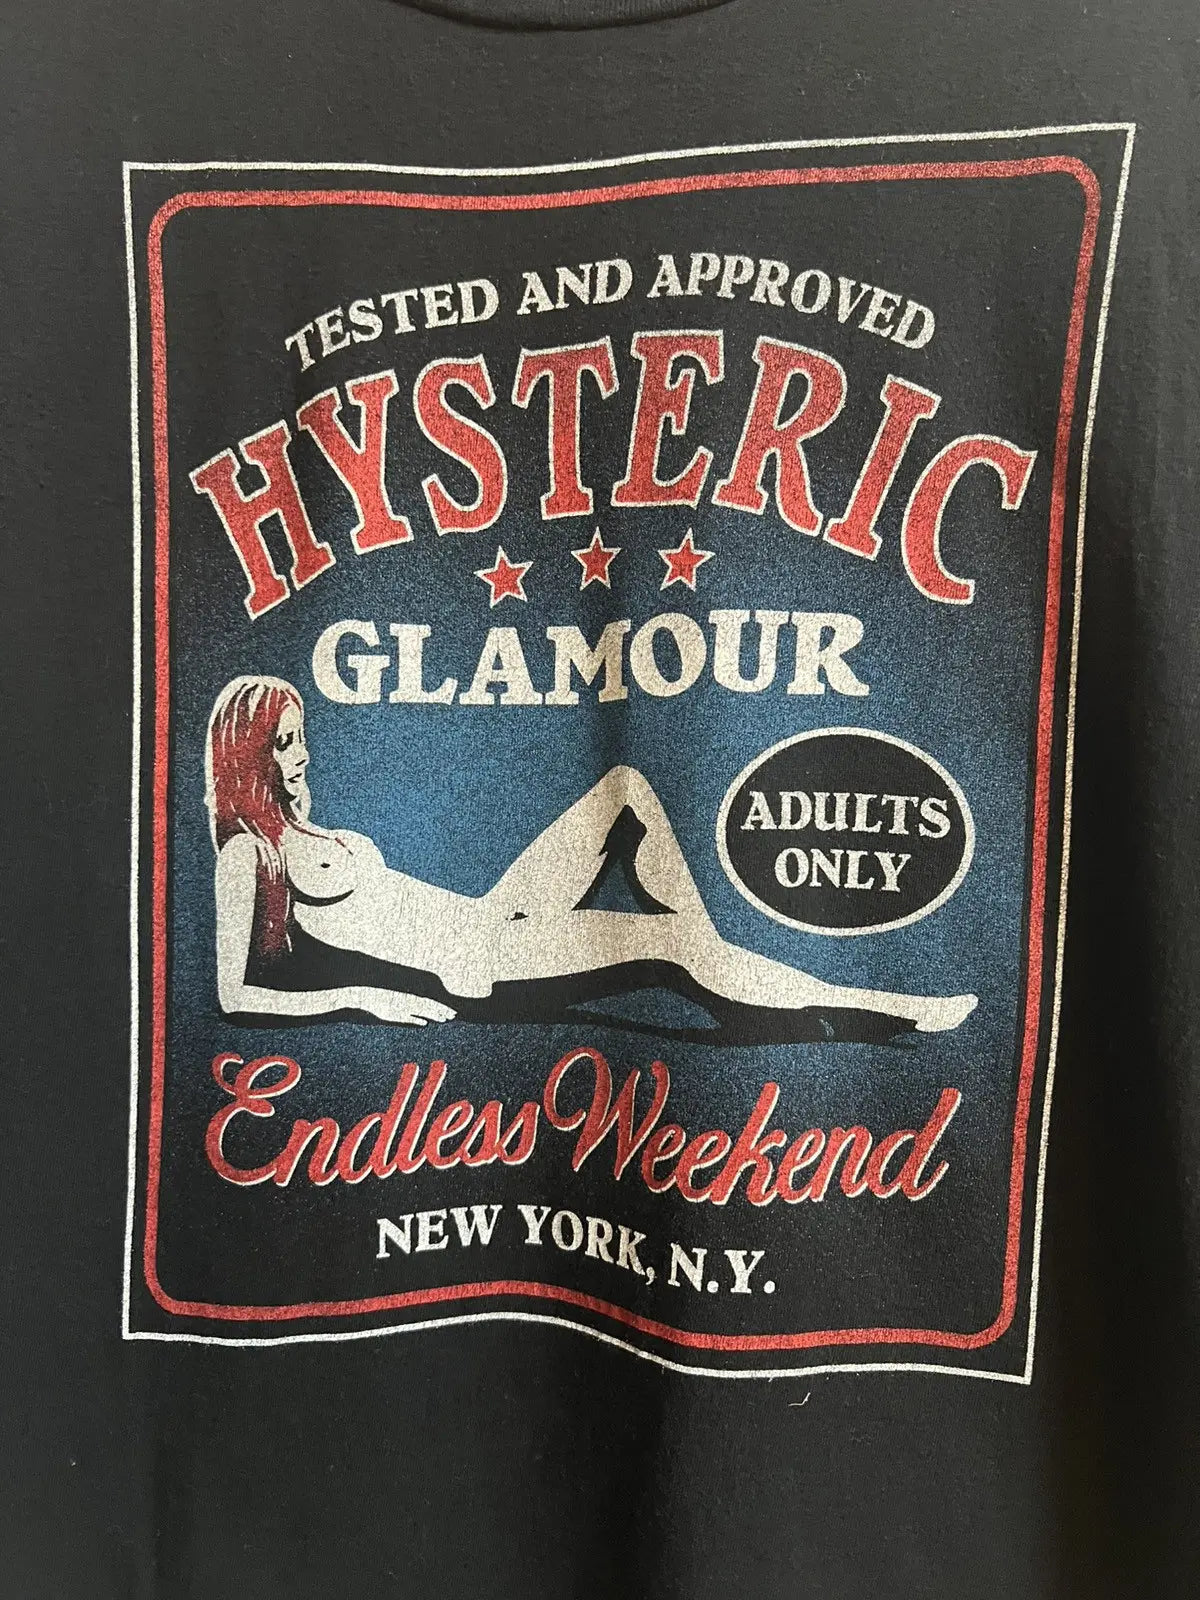 TESTED AND APPROVED
HYSTERIC
GLAMOUR
ADULTS
ONLY
Endless Weekend
NEW YORK, N.Y.